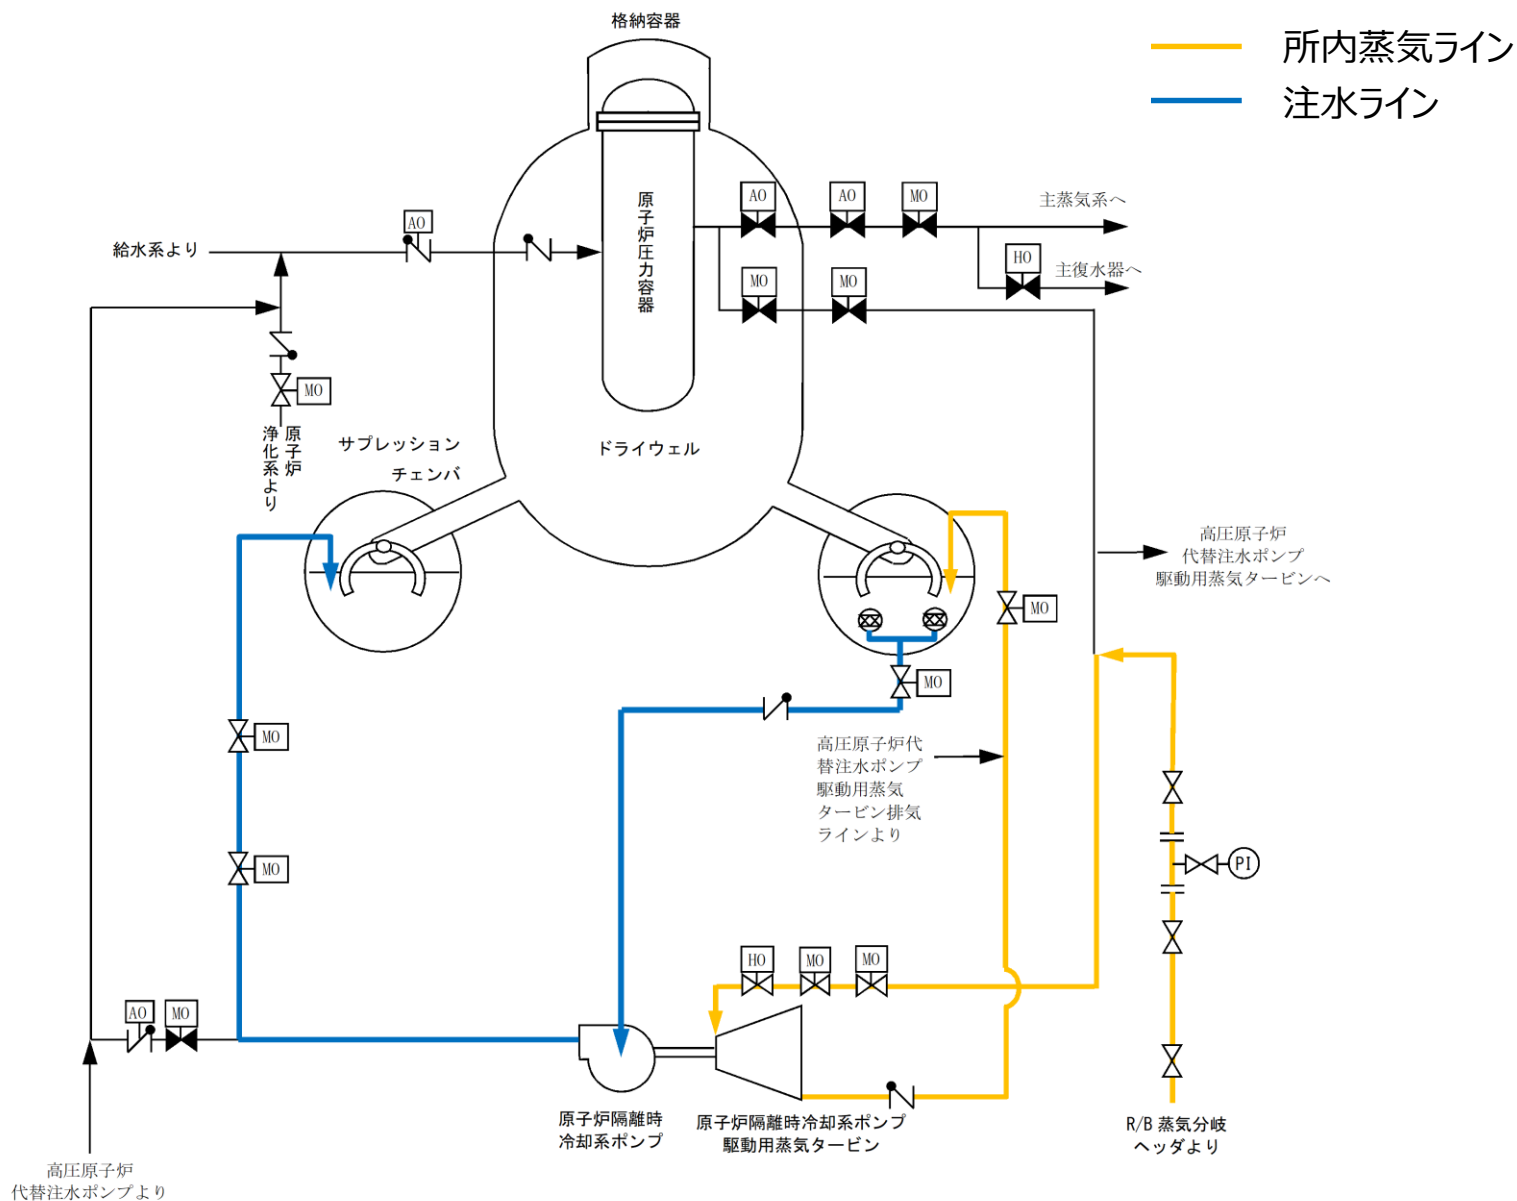 格納容器
所内蒸気ライン
注水ライン
原子炉圧力容器
AO
AO
MO
主蒸気系へ
AO
給水系より
HO
主復水器へ
MO
MO
MO
原子炉
浄化系より
サプレッション
チェンバ
ドライウェル
高圧原子炉
代替注水ポンプ
駆動用蒸気タービンへ
MO
MO
MO
高圧原子炉代
替注水ポンプ
駆動用蒸気
タービン排気
ラインより
MO
PI
HO
MO
MO
AO
MO
原子炉隔離時
冷却系ポンプ
原子炉隔離時冷却系ポンプ
駆動用蒸気タービン
R/B 蒸気分岐
ヘッダより
高圧原子炉
代替注水ポンプより